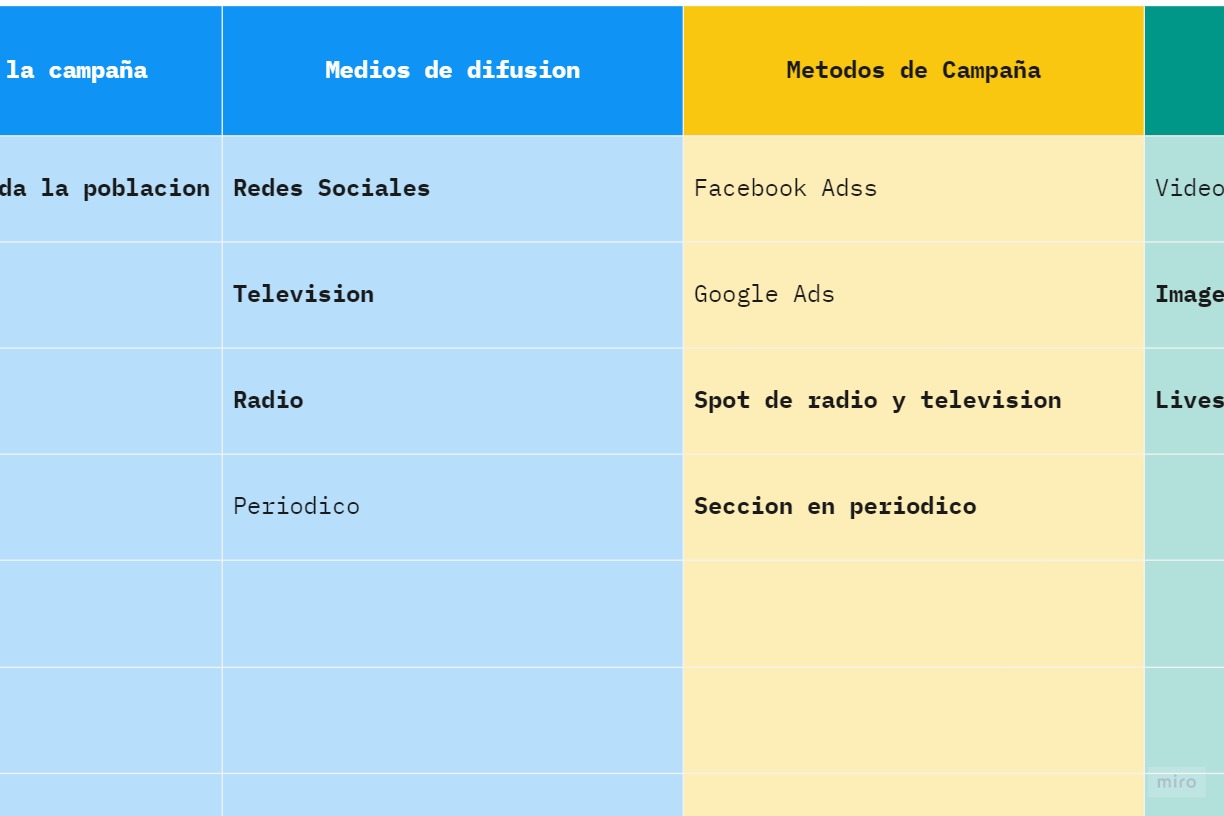 la campaña
Medios de difusion
Metodos de Campaña
da la poblacion
Redes Sociales
Facebook Adss
Video
Television
Google Ads
Image
Radio
Spot de radio y television
Lives
Periodico
Seccion en periodico
miro